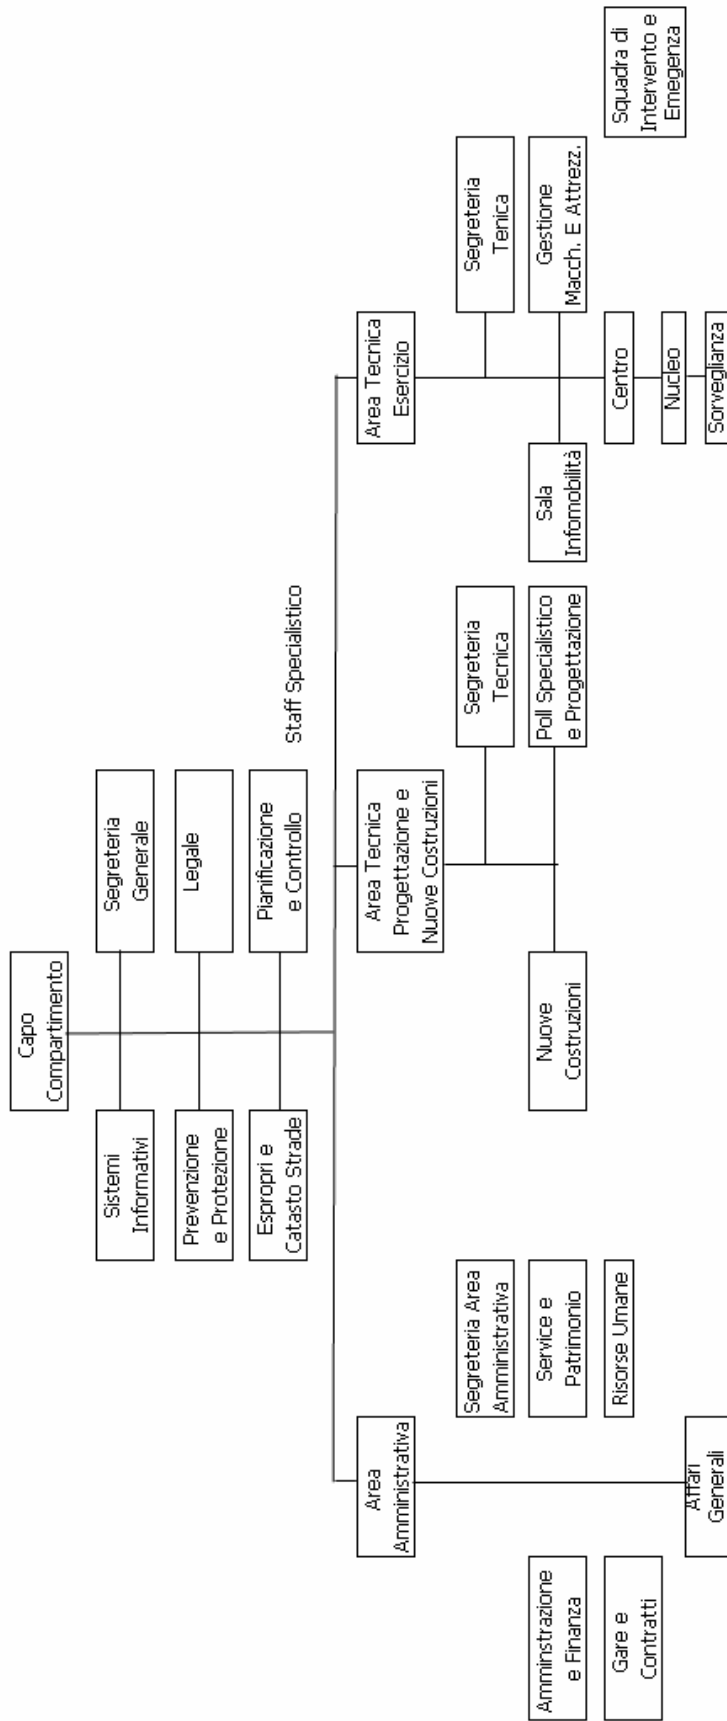 Capo
Compartimento
Sistemi
Informativi
Segreteria
Generale
Prevenzione
e Protezione
Legale
Espropri e
Catasto Strade
Pianificazione
e Controllo
Staff Specialistico
Area
Amministrativa
Area Tecnica
Progettazione e
Nuove Costruzioni
Area Tecnica
Esercizio
Segreteria Area
Amministrativa
Segreteria
Tecnica
Segreteria
Tenica
Amminstrazione
e Finanza
Service e
Patrimonio
Nuove
Costruzioni
Poll Specialistico
e Progettazione
Sala
Infomobilità
Gestione
Macch. E Attrezz.
Gare e
Contratti
Risorse Umane
Centro
Squadra di
Intervento e
Emegenza
Nucleo
Affari
Generali
Sorveglianza